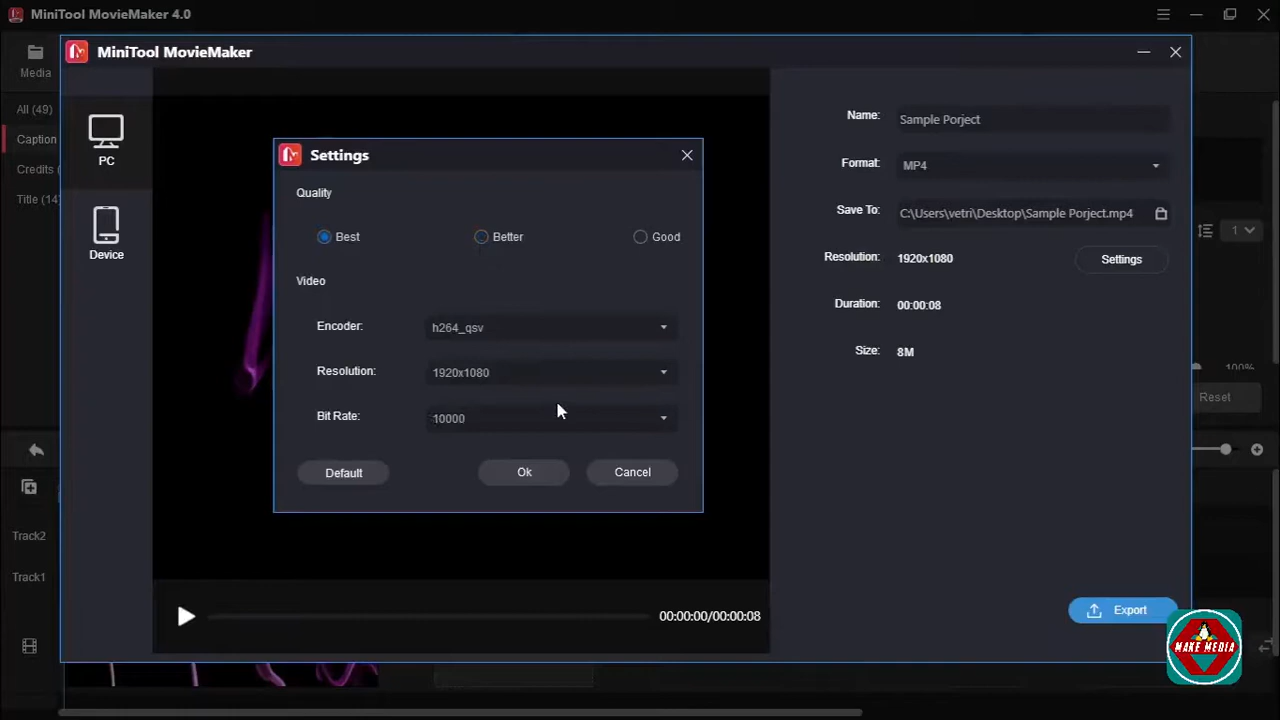 MiniTool MovieMaker 4.0
MiniTool MovieMaker
Media
All (49)
Caption
Credits (
Title (14
PC
Device
Settings
Quality
Best
Better
Good
Video
Encoder:
h264_qsv
Resolution:
1920x1080
Bit Rate:
10000
Default
Ok
Cancel
Name:
Sample Porject
Format:
MP4
Save To:
C:\Users\vetri\Desktop\Sample Porject.mp4
Resolution:
1920x1080
Settings
Duration:
00:00:08
Size:
8M
1
100%
Reset
Track2
Track1
00:00:00/00:00:08
Export
MAKE MEDIA